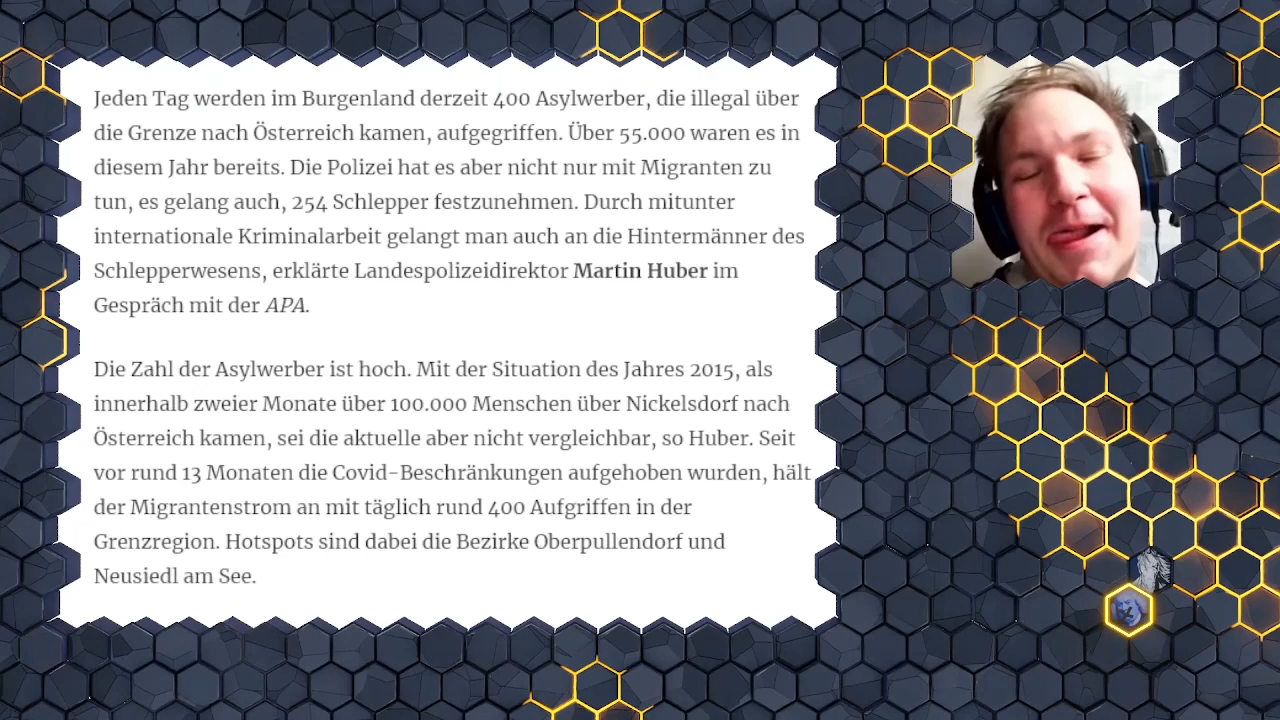 Jeden Tag werden im Burgenland derzeit 400 Asylwerber, die illegal über
die Grenze nach Österreich kamen, aufgegriffen. Über 55.000 waren es in
diesem Jahr bereits. Die Polizei hat es aber nicht nur mit Migranten zu
tun, es gelang auch, 254 Schlepper festzunehmen. Durch mitunter
internationale Kriminalarbeit gelangt man auch an die Hintermänner des
Schlepperwesens, erklärte Landespolizeidirektor Martin Huber im
Gespräch mit der APA.
Die Zahl der Asylwerber ist hoch. Mit der Situation des Jahres 2015, als
innerhalb zweier Monate über 100.000 Menschen über Nickelsdorf nach
Österreich kamen, sei die aktuelle aber nicht vergleichbar, so Huber. Seit
vor rund 13 Monaten die Covid-Beschränkungen aufgehoben wurden, hält
der Migrantenstrom an mit täglich rund 400 Aufgriffen in der
Grenzregion. Hotspots sind dabei die Bezirke Oberpullendorf und
Neusiedl am See.